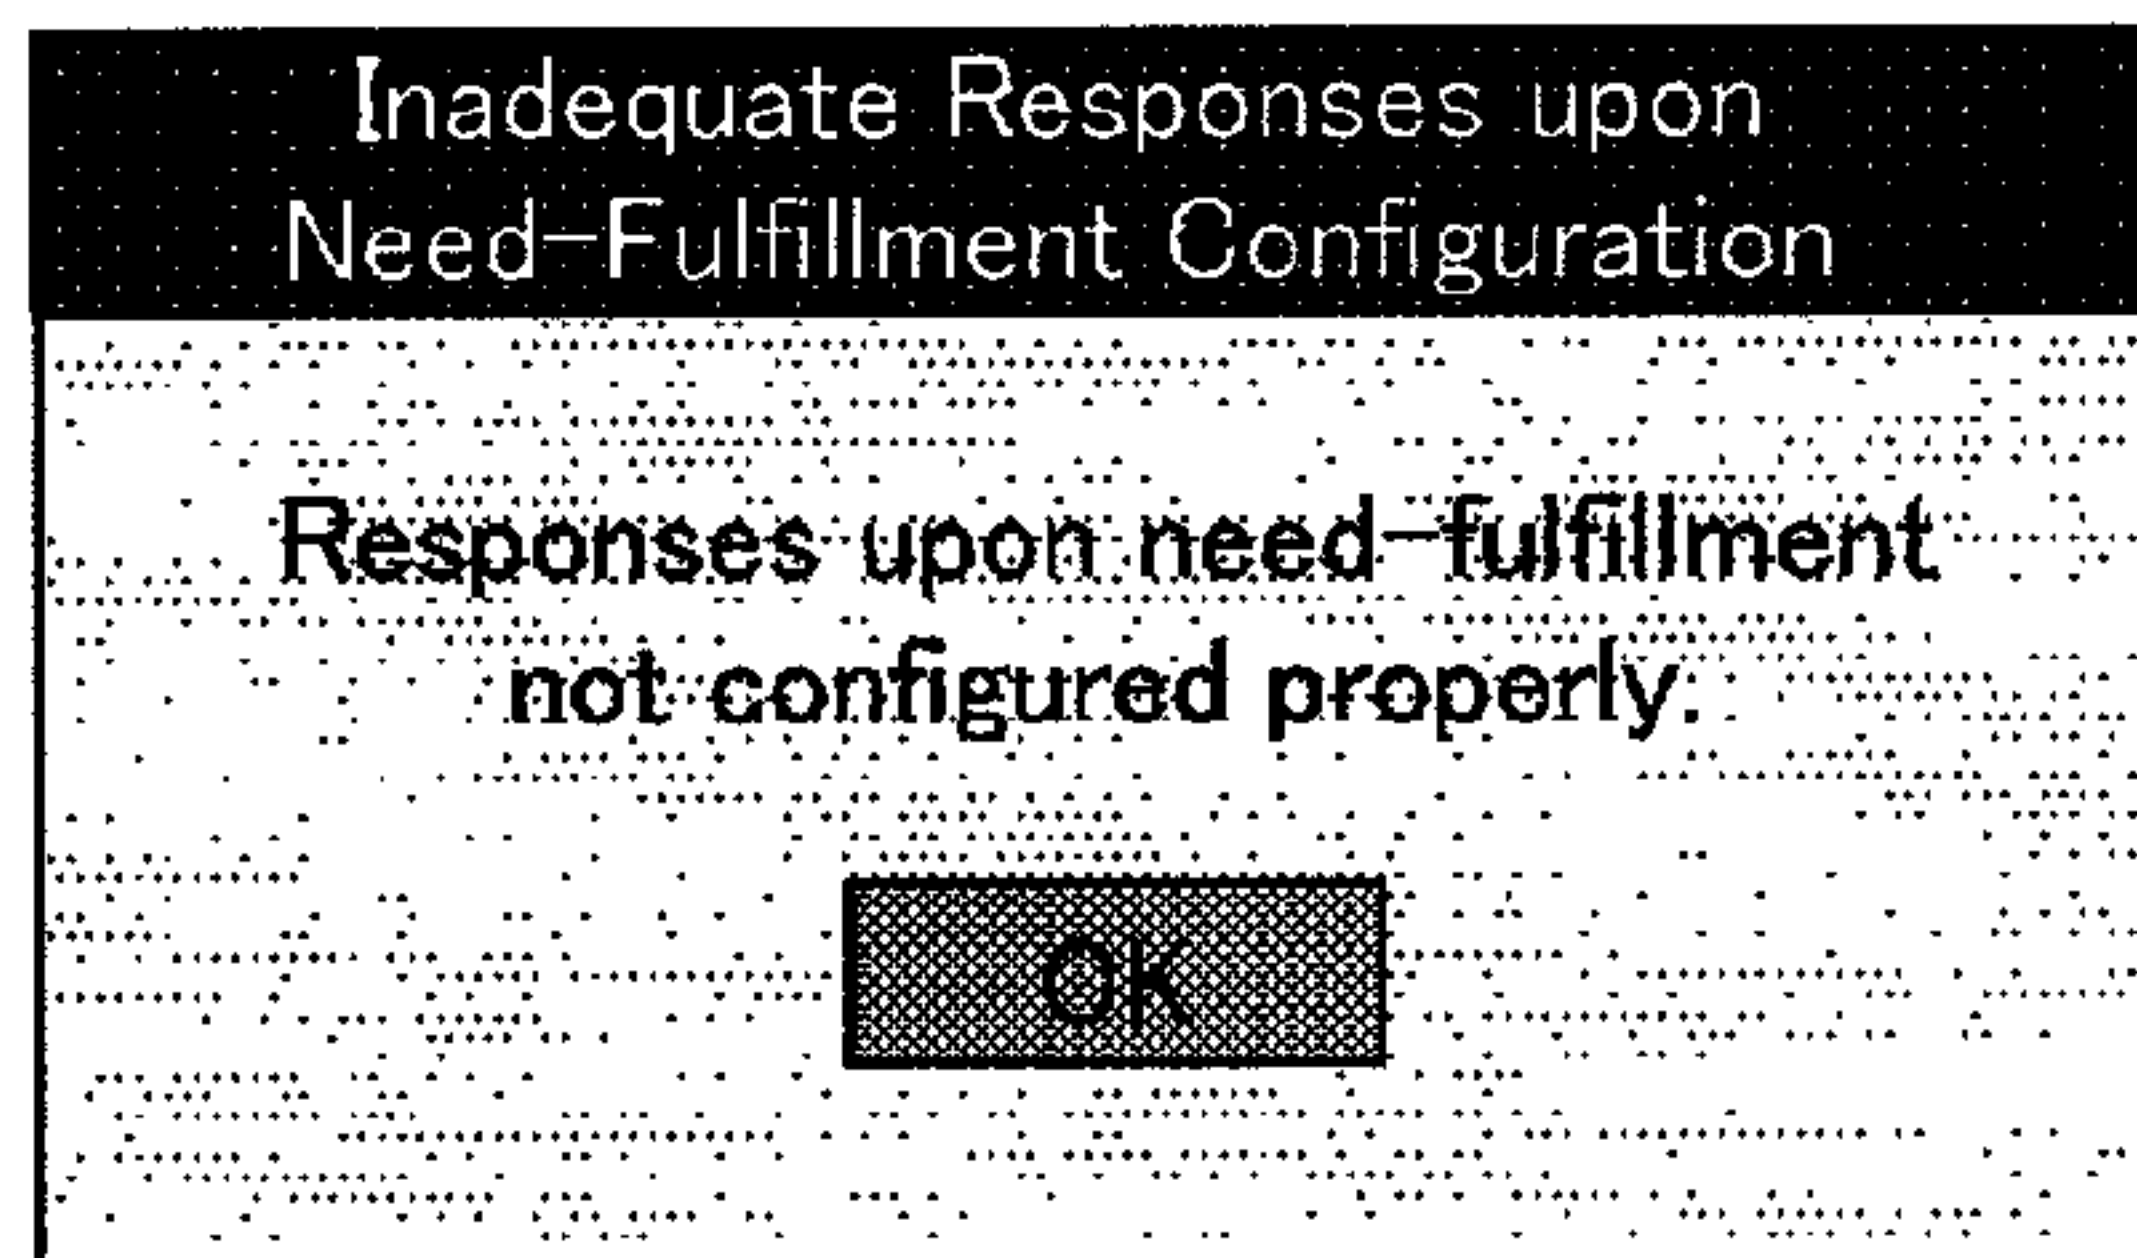 Inadequate Responses upon
Need-Fulfillment Configuration
Responses upon need-fulfillment
not configured properly.
OK